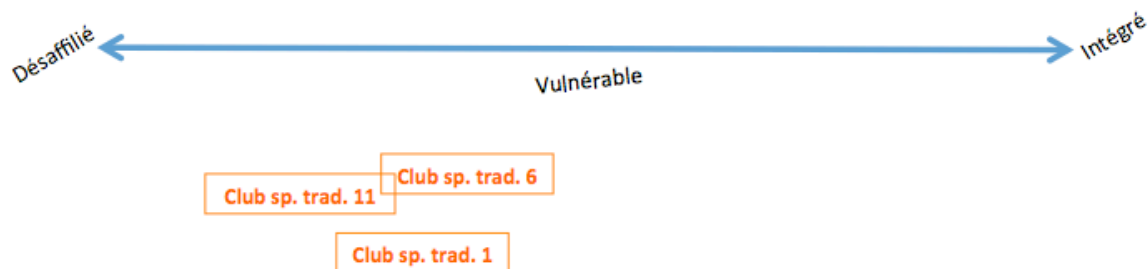 Désaffilié
Intégré
Vulnérable
Club sp. trad. 6
Club sp. trad. 11
Club sp. trad. 1